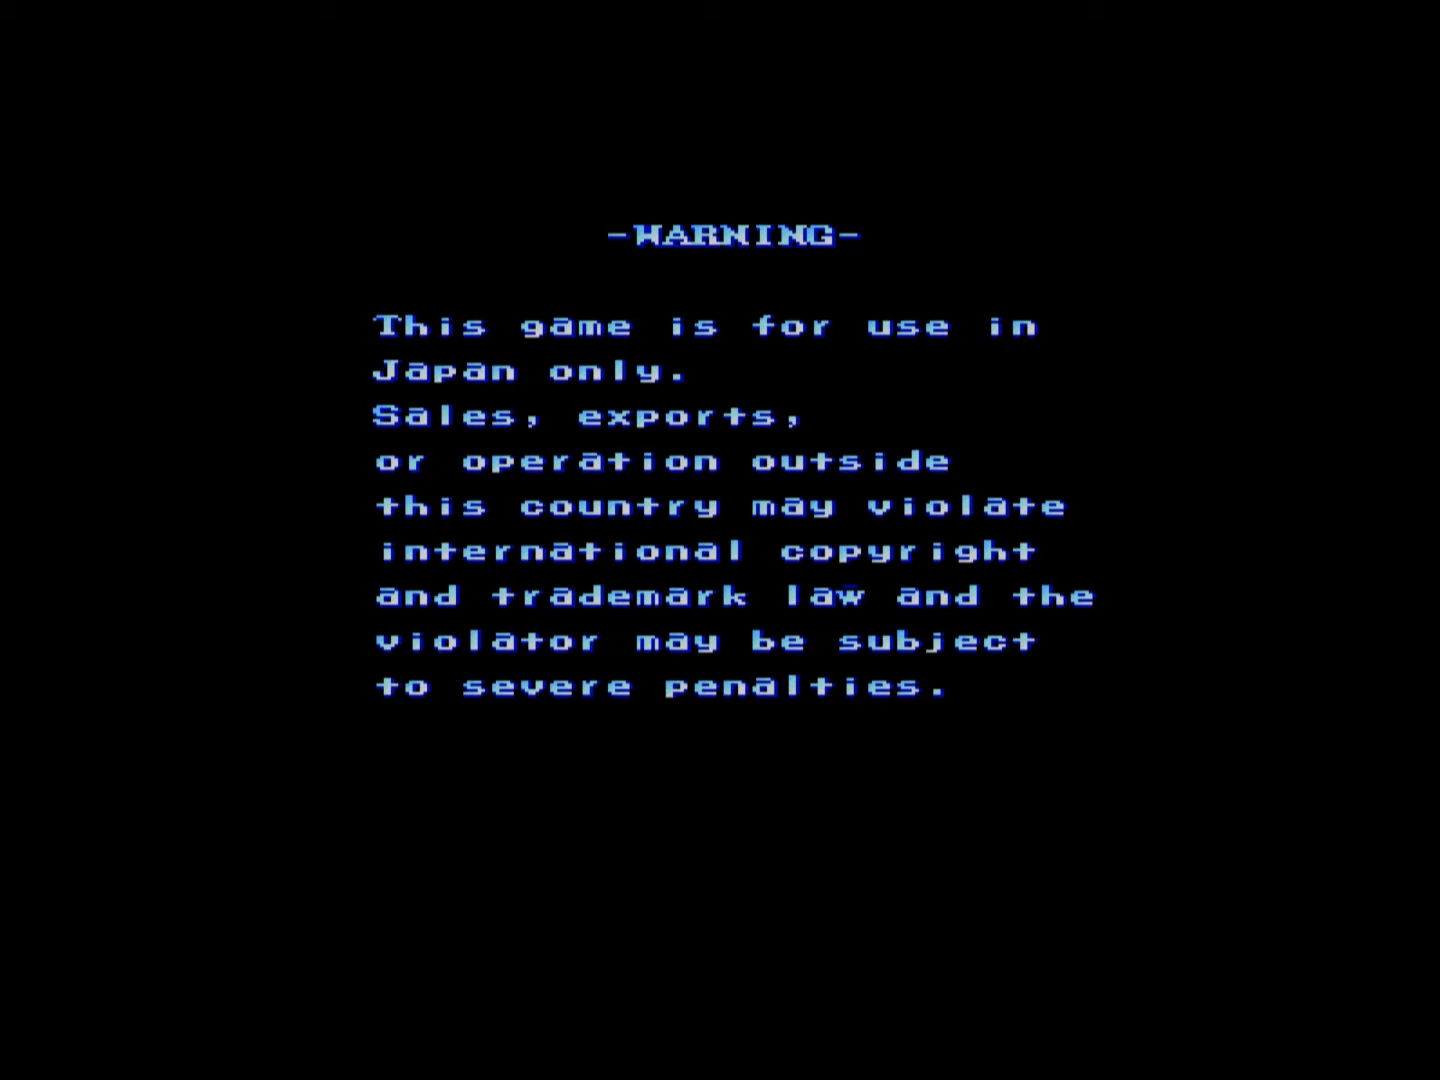 -WARNING-
This game is for use in
Japan only.
Sales, exports,
or operation outside
this country may violate
international copyright
and trademark law and the
violator may be subject
to severe penalties.